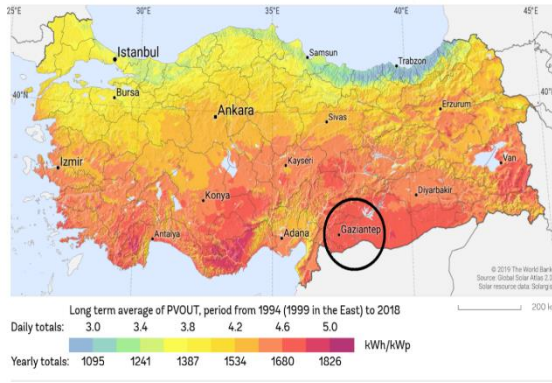 25°E 30°E 35°E 40°E 45°E
Istanbul
Samsun
Trabzon
Bursa
40°N
40°N
Ankara
Sivas
Erzurum
Izmir
Kayseri
Van
Konya
Diyarbakir
Antalya
Adana
Gaziantep
© 2019 The World Bank
Source: Global Solar Atlas 2.
Solar resource data: Solargis
200 k
Long term average of PVOUT, period from 1994 (1999 in the East) to 2018
Daily totals: 3.0 3.4 3.8 4.2 4.6 5.0
kWh/kWp
Yearly totals: 1095 1241 1387 1534 1680 1826